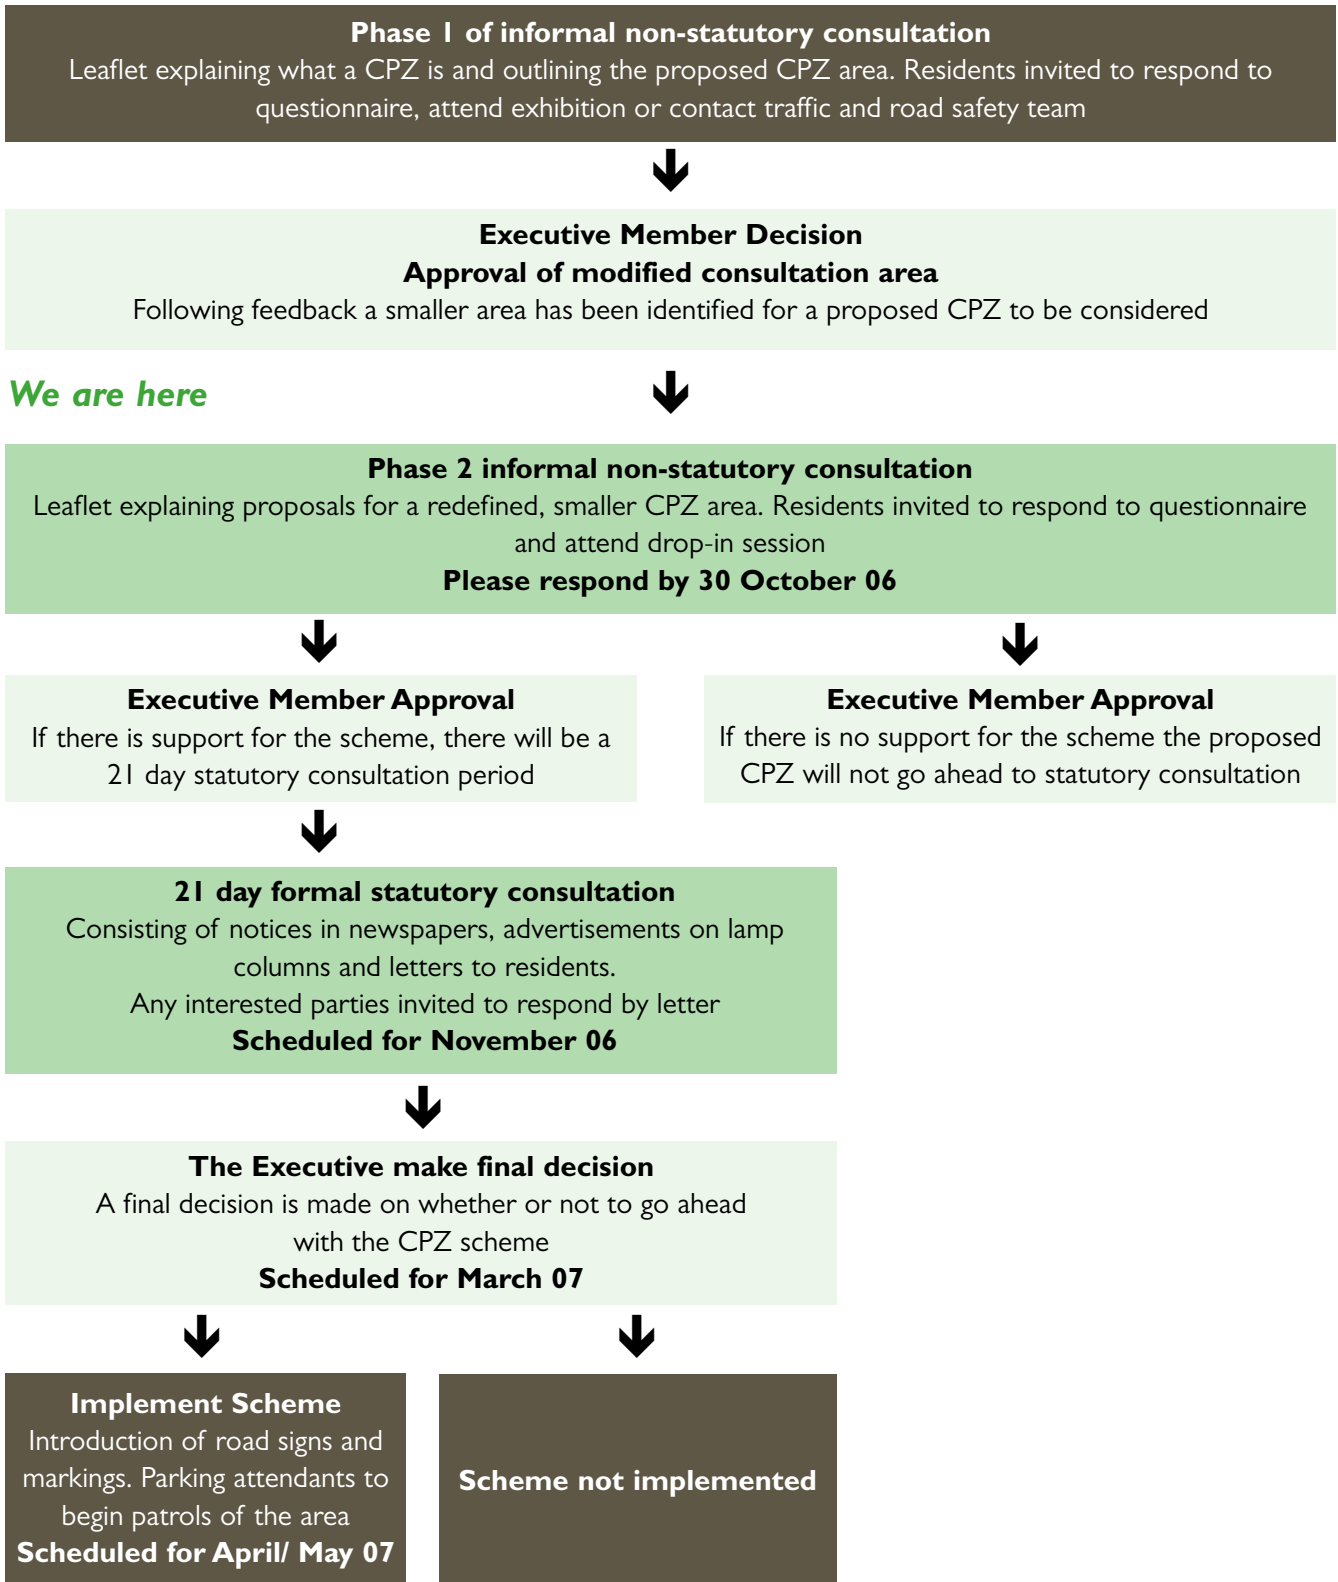 Phase 1 of informal non-statutory consultation
Leaflet explaining what a CPZ is and outlining the proposed CPZ area. Residents invited to respond to
questionnaire, attend exhibition or contact traffic and road safety team
Executive Member Decision
Approval of modified consultation area
Following feedback a smaller area has been identified for a proposed CPZ to be considered
We are here
Phase 2 informal non-statutory consultation
Leaflet explaining proposals for a redefined, smaller CPZ area. Residents invited to respond to questionnaire
and attend drop-in session
Please respond by 30 October 06
Executive Member Approval
If there is support for the scheme, there will be a
21 day statutory consultation period
Executive Member Approval
If there is no support for the scheme the proposed
CPZ will not go ahead to statutory consultation
21 day formal statutory consultation
Consisting of notices in newspapers, advertisements on lamp
columns and letters to residents.
Any interested parties invited to respond by letter
Scheduled for November 06
The Executive make final decision
A final decision is made on whether or not to go ahead
with the CPZ scheme
Scheduled for March 07
Implement Scheme
Introduction of road signs and
markings. Parking attendants to
begin patrols of the area
Scheduled for April/ May 07
Scheme not implemented